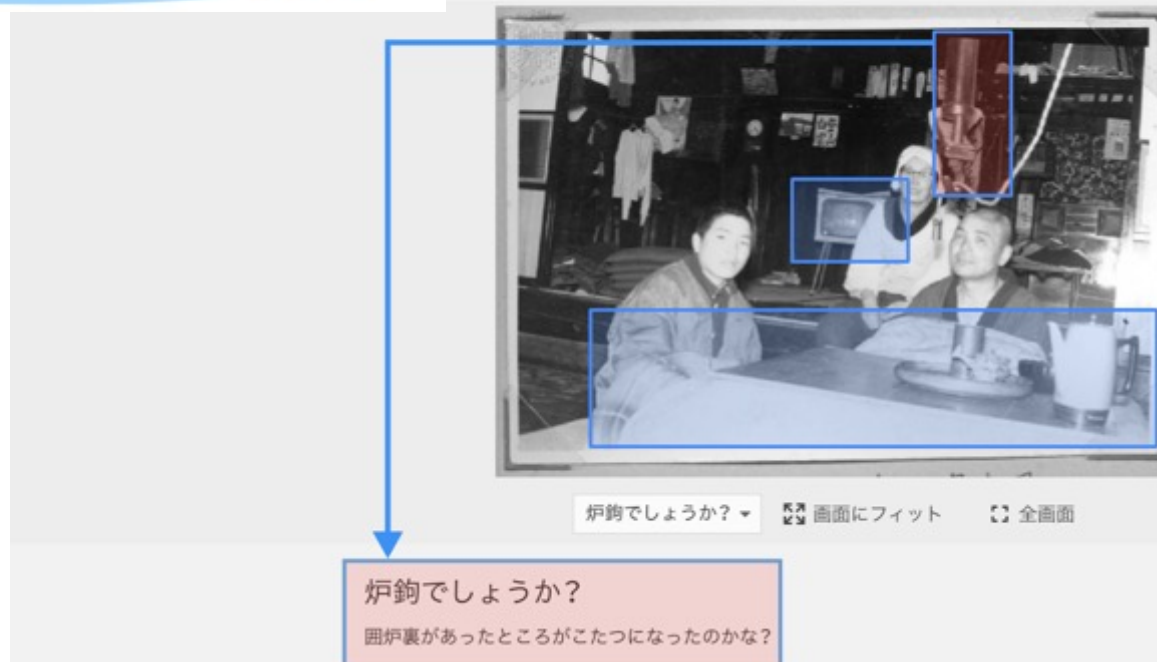 炉鉤でしょうか?
画面にフィット
全画面
炉鉤でしょうか?
囲炉裏があったところがこたつになったのかな?